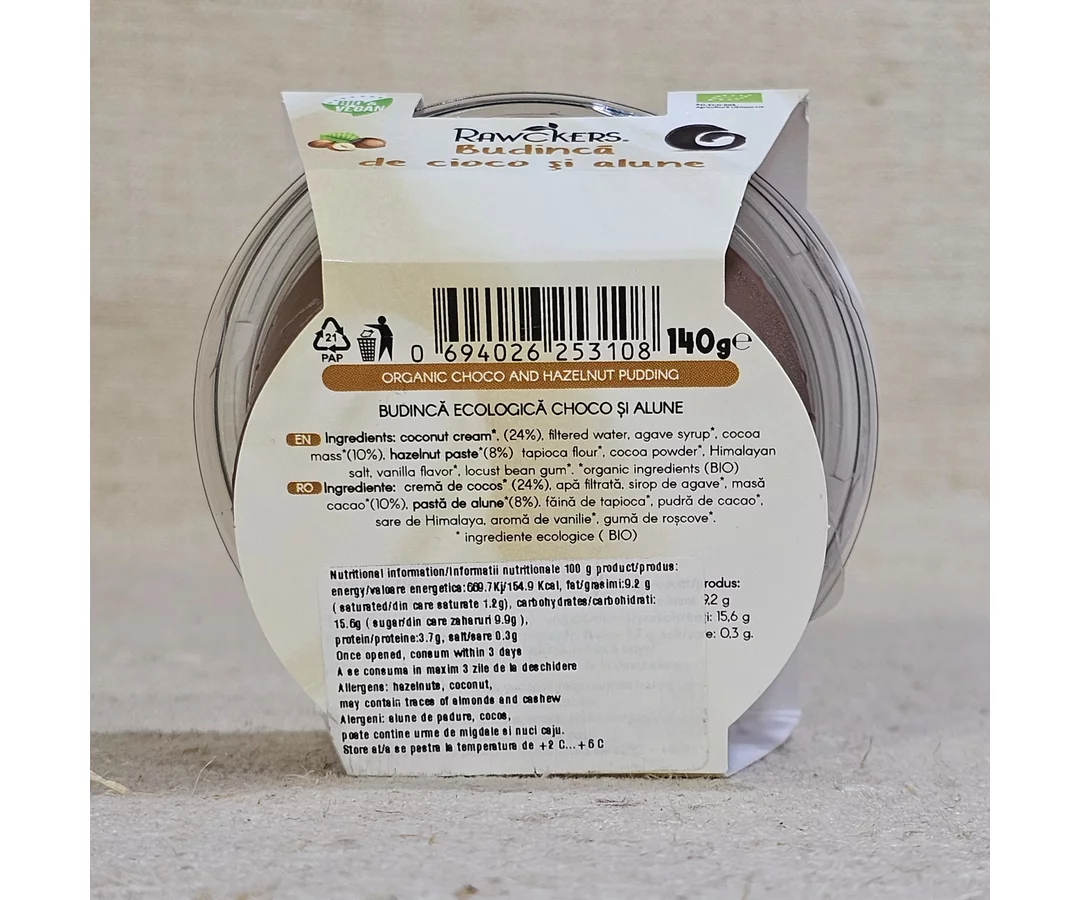 BIO & VEGAN
RAWCKERS.
Budincă
de cioco și alune
21
PAP
0 694026 253108
140g e
ORGANIC CHOCO AND HAZELNUT PUDDING
BUDINCĂ ECOLOGICĂ CHOCO ȘI ALUNE
EN Ingredients: coconut cream*, (24%), filtered water, agave syrup*, cocoa
mass*(10%), hazelnut paste*(8%) tapioca flour*, cocoa powder*, Himalayan
salt, vanilla flavor*, locust bean gum*. *organic ingredients (BIO)
RO Ingrediente: cremă de cocos* (24%), apă filtrată, sirop de agave*, masă
cacao*(10%), pastă de alune*(8%). făină de tapioca*, pudră de cacao*,
sare de Himalaya, aromă de vanilie*, gumă de roșcove*.
* ingrediente ecologice ( BIO)
Nutritional information/Informatii nutritionale 100 g product/produs:
energy/valoare energetica:669.7Kj/154.9 Kcal, fat/grasimi:9.2 g
( saturated/din care saturate 1.2g), carbohydrates/carbohidrati:
15.6g ( sugar/din care zaharuri 9.9g ),
protein/proteine:3.7g, salt/sare 0.3g
Once opened, consum within 3 days
A se consuma in maxim 3 zile de la deschidere
Allergens: hazelnuts, coconut,
may contain traces of almonds and cashew
Alergeni: alune de padure, cocos,
poate contine urme de migdale si nuci caju.
Store at/a se pastra la temperatura de +2 C...+6 C
rodus:
9,2 g
i: 15,6 g
e: 0,3 g.